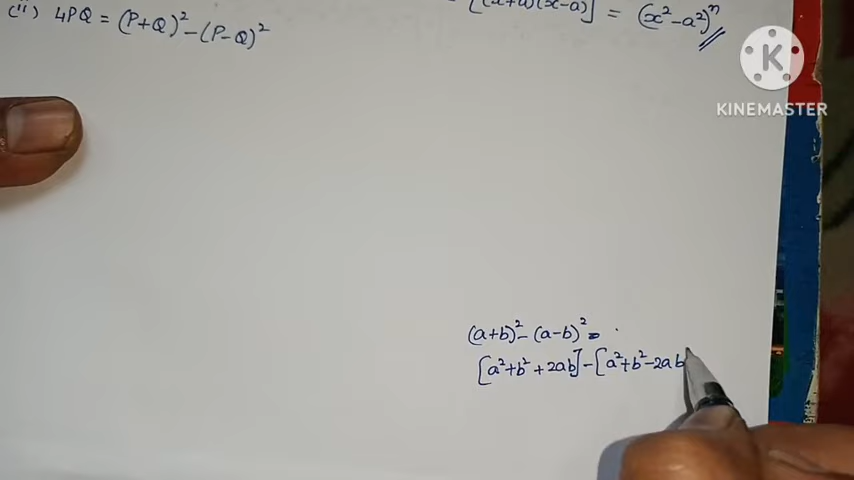 [(x+a)(x-a)] = (x²-a²)ⁿ
(ii) 4PQ = (P+Q)² - (P-Q)²
KINEMASTER
(a+b)² - (a-b)² =
[a²+b²+2ab] - [a²+b²-2ab